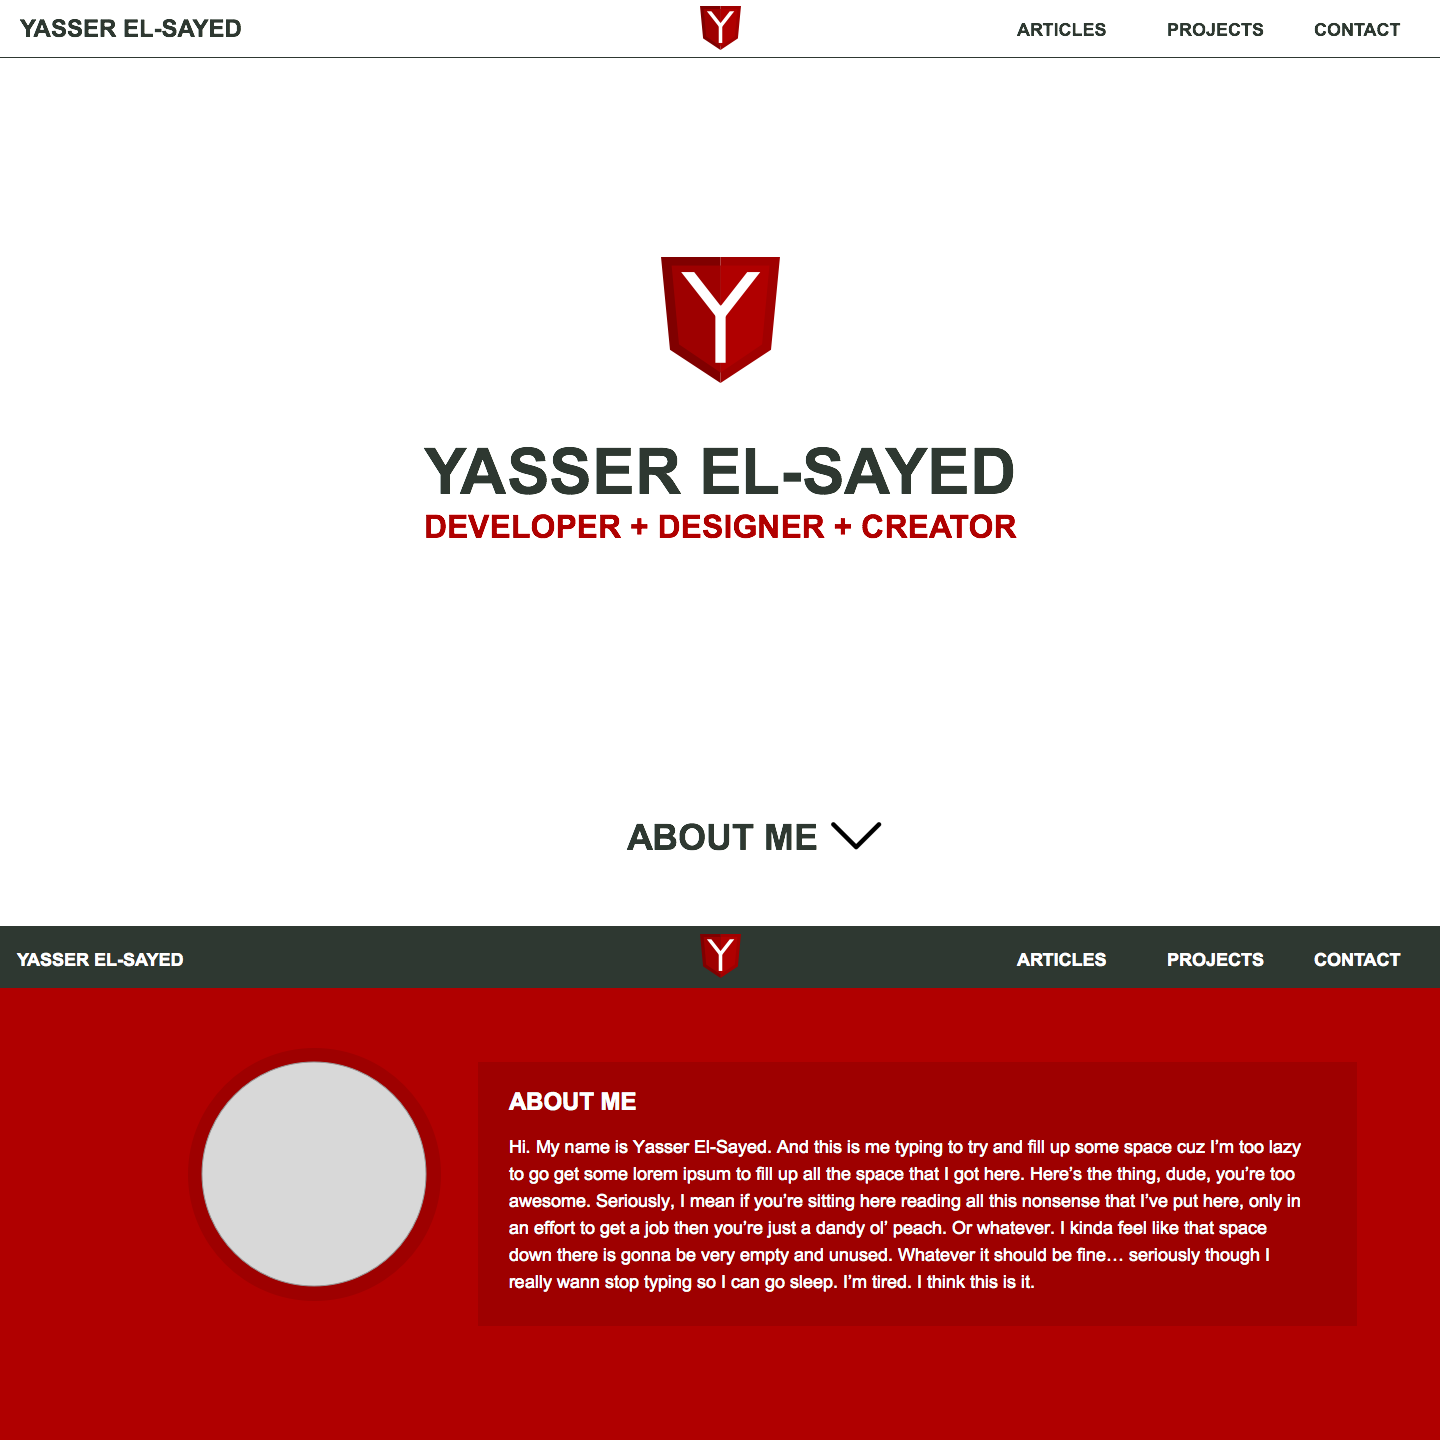 YASSER EL-SAYED
Y
ARTICLES
PROJECTS
CONTACT
Y
YASSER EL-SAYED
DEVELOPER + DESIGNER + CREATOR
ABOUT ME
YASSER EL-SAYED
Y
ARTICLES
PROJECTS
CONTACT
ABOUT ME
Hi. My name is Yasser El-Sayed. And this is me typing to try and fill up some space cuz I’m too lazy
to go get some lorem ipsum to fill up all the space that I got here. Here’s the thing, dude, you’re too
awesome. Seriously, I mean if you’re sitting here reading all this nonsense that I’ve put here, only in
an effort to get a job then you’re just a dandy ol’ peach. Or whatever. I kinda feel like that space
down there is gonna be very empty and unused. Whatever it should be fine… seriously though I
really wann stop typing so I can go sleep. I’m tired. I think this is it.